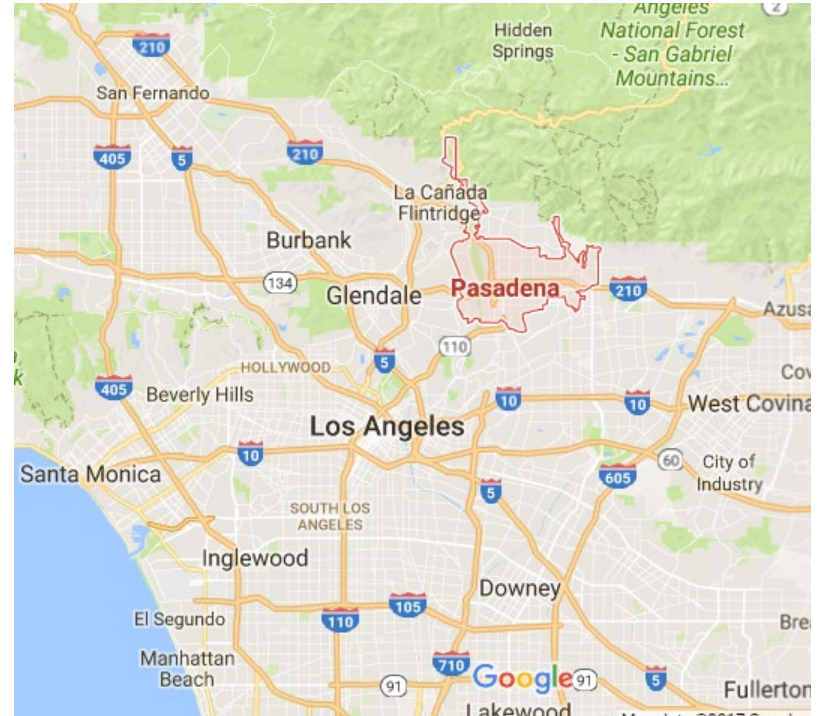 Angeles
National Forest
- San Gabriel
Mountains...
2
Hidden
Springs
210
San Fernando
405
5
210
La Cañada
Flintridge
Burbank
134
Glendale
Pasadena
210
Azusa
110
5
HOLLYWOOD
405
Beverly Hills
10
10
Cov
West Covina
Los Angeles
10
60
City of
Industry
605
Santa Monica
5
SOUTH LOS
ANGELES
Inglewood
Downey
105
110
El Segundo
Brea
Manhattan
Beach
710
Google
91
91
5
Fullerton
Lakewood